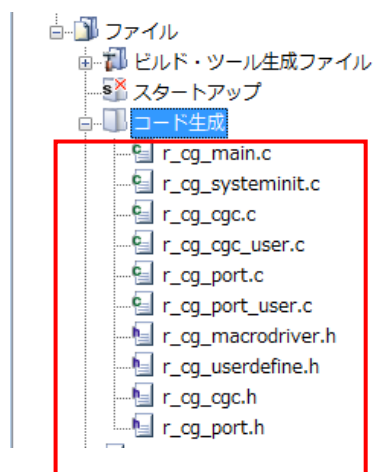 ファイル
ビルド・ツール生成ファイル
スタートアップ
コード生成
r_cg_main.c
r_cg_systeminit.c
r_cg_cgc.c
r_cg_cgc_user.c
r_cg_port.c
r_cg_port_user.c
r_cg_macrodriver.h
r_cg_userdefine.h
r_cg_cgc.h
r_cg_port.h